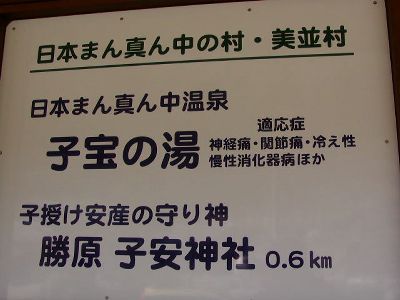 日本まん真ん中の村・美並村
日本まん真ん中温泉
子宝の湯
適応症
神経痛・関節痛・冷え性
慢性消化器病ほか
子授け安産の守り神
勝原 子安神社 0.6km